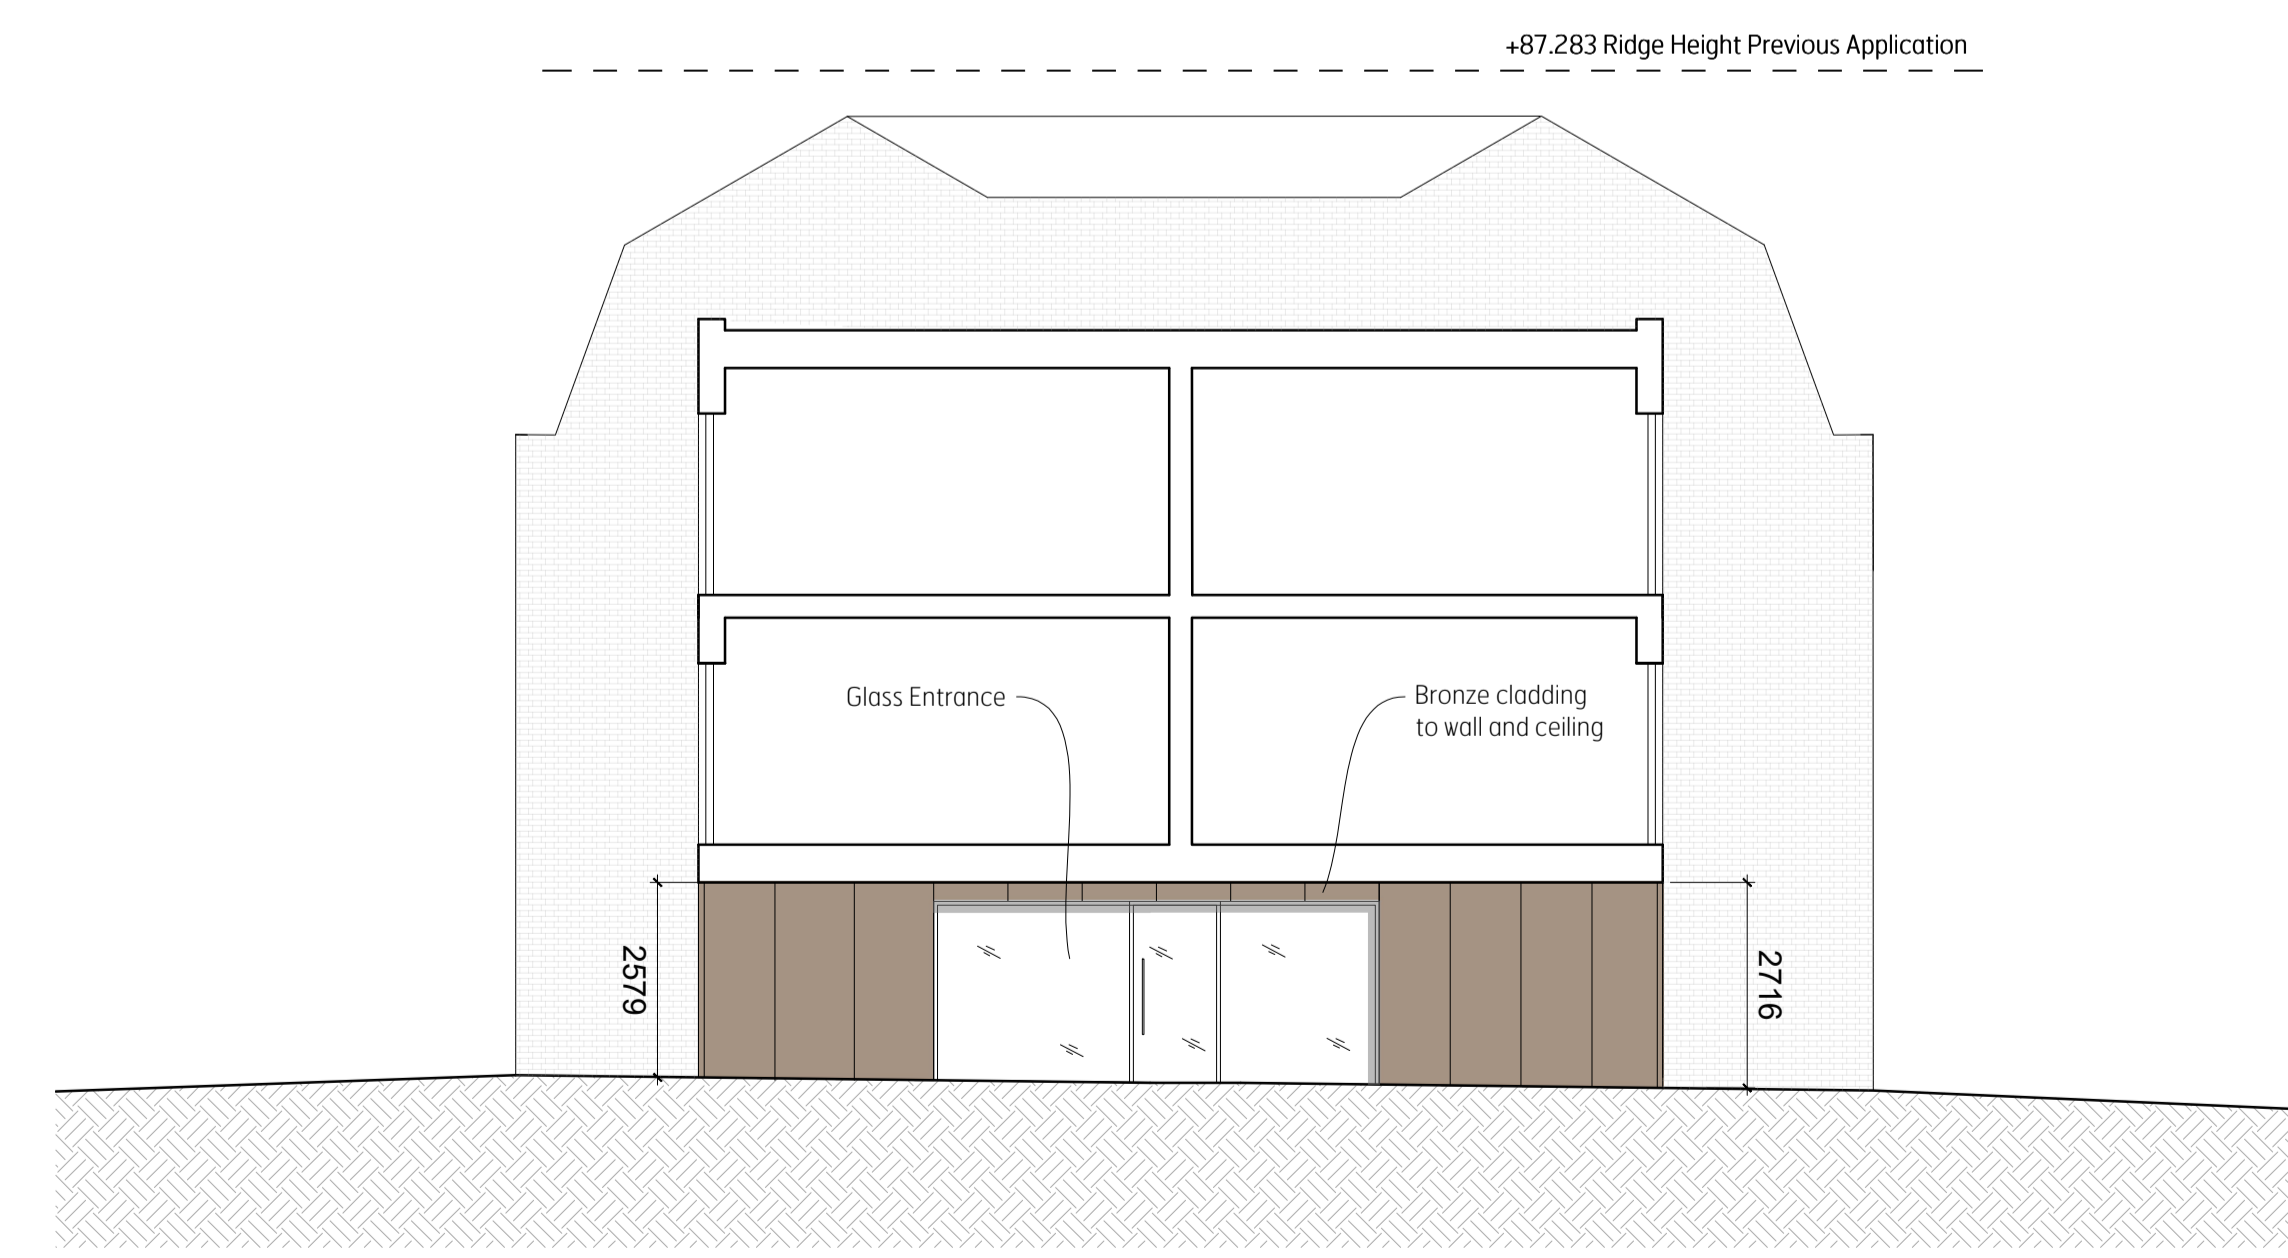 +87.283 Ridge Height Previous Application
Glass Entrance
Bronze cladding
to wall and ceiling
2579
2716